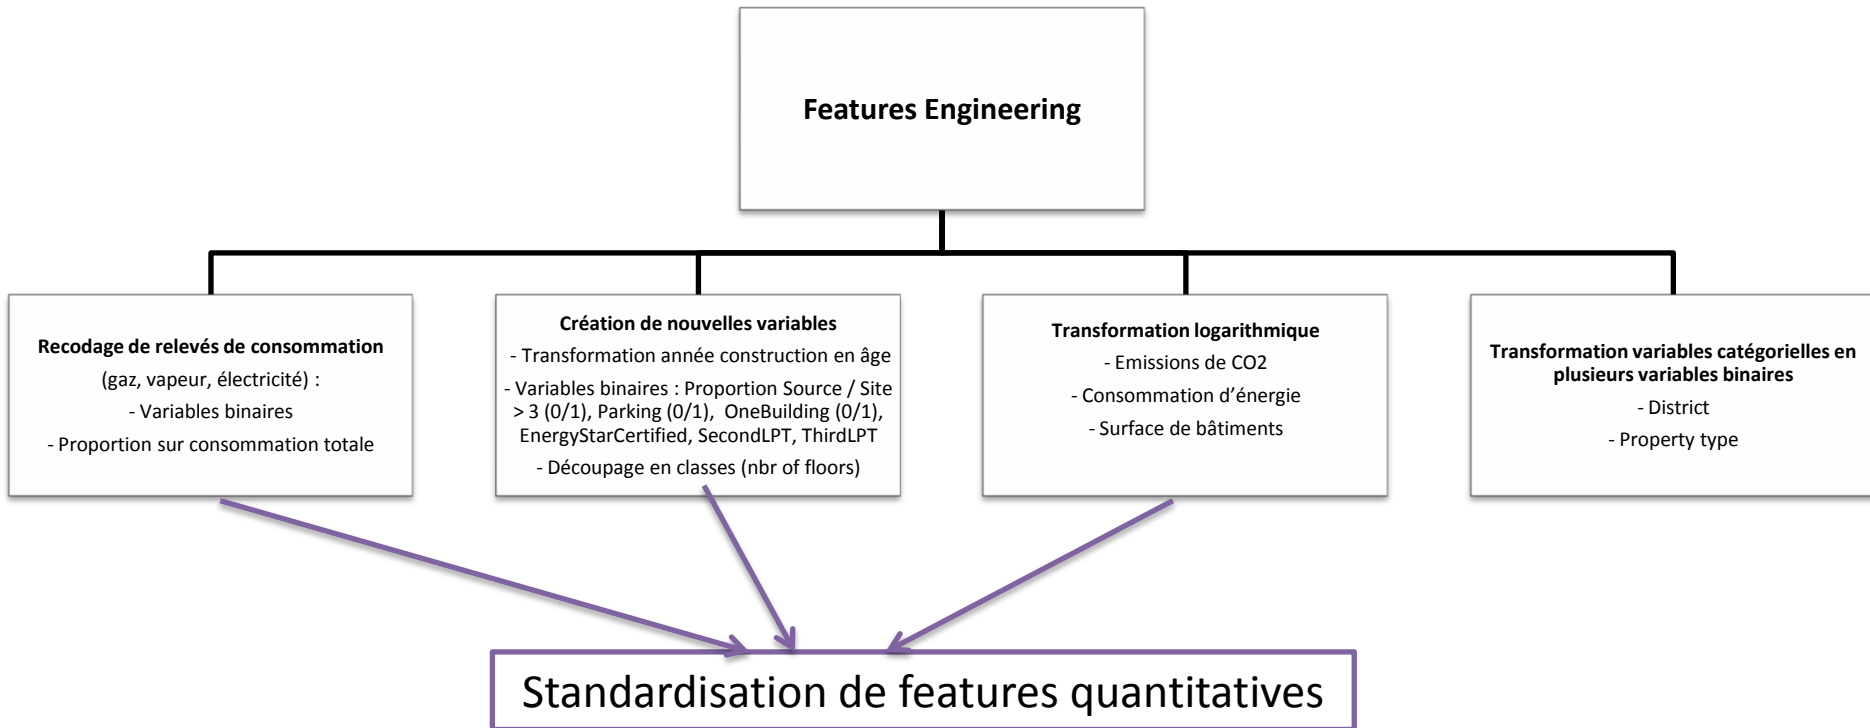 Features Engineering
Recodage de relevés de consommation
(gaz, vapeur, électricité) :
- Variables binaires
- Proportion sur consommation totale
Création de nouvelles variables
- Transformation année construction en âge
- Variables binaires : Proportion Source / Site
> 3 (0/1), Parking (0/1), OneBuilding (0/1),
EnergyStarCertified, SecondLPT, ThirdLPT
- Découpage en classes (nbr of floors)
Transformation logarithmique
- Emissions de CO2
- Consommation d’énergie
- Surface de bâtiments
Transformation variables catégorielles en
plusieurs variables binaires
- District
- Property type
Standardisation de features quantitatives